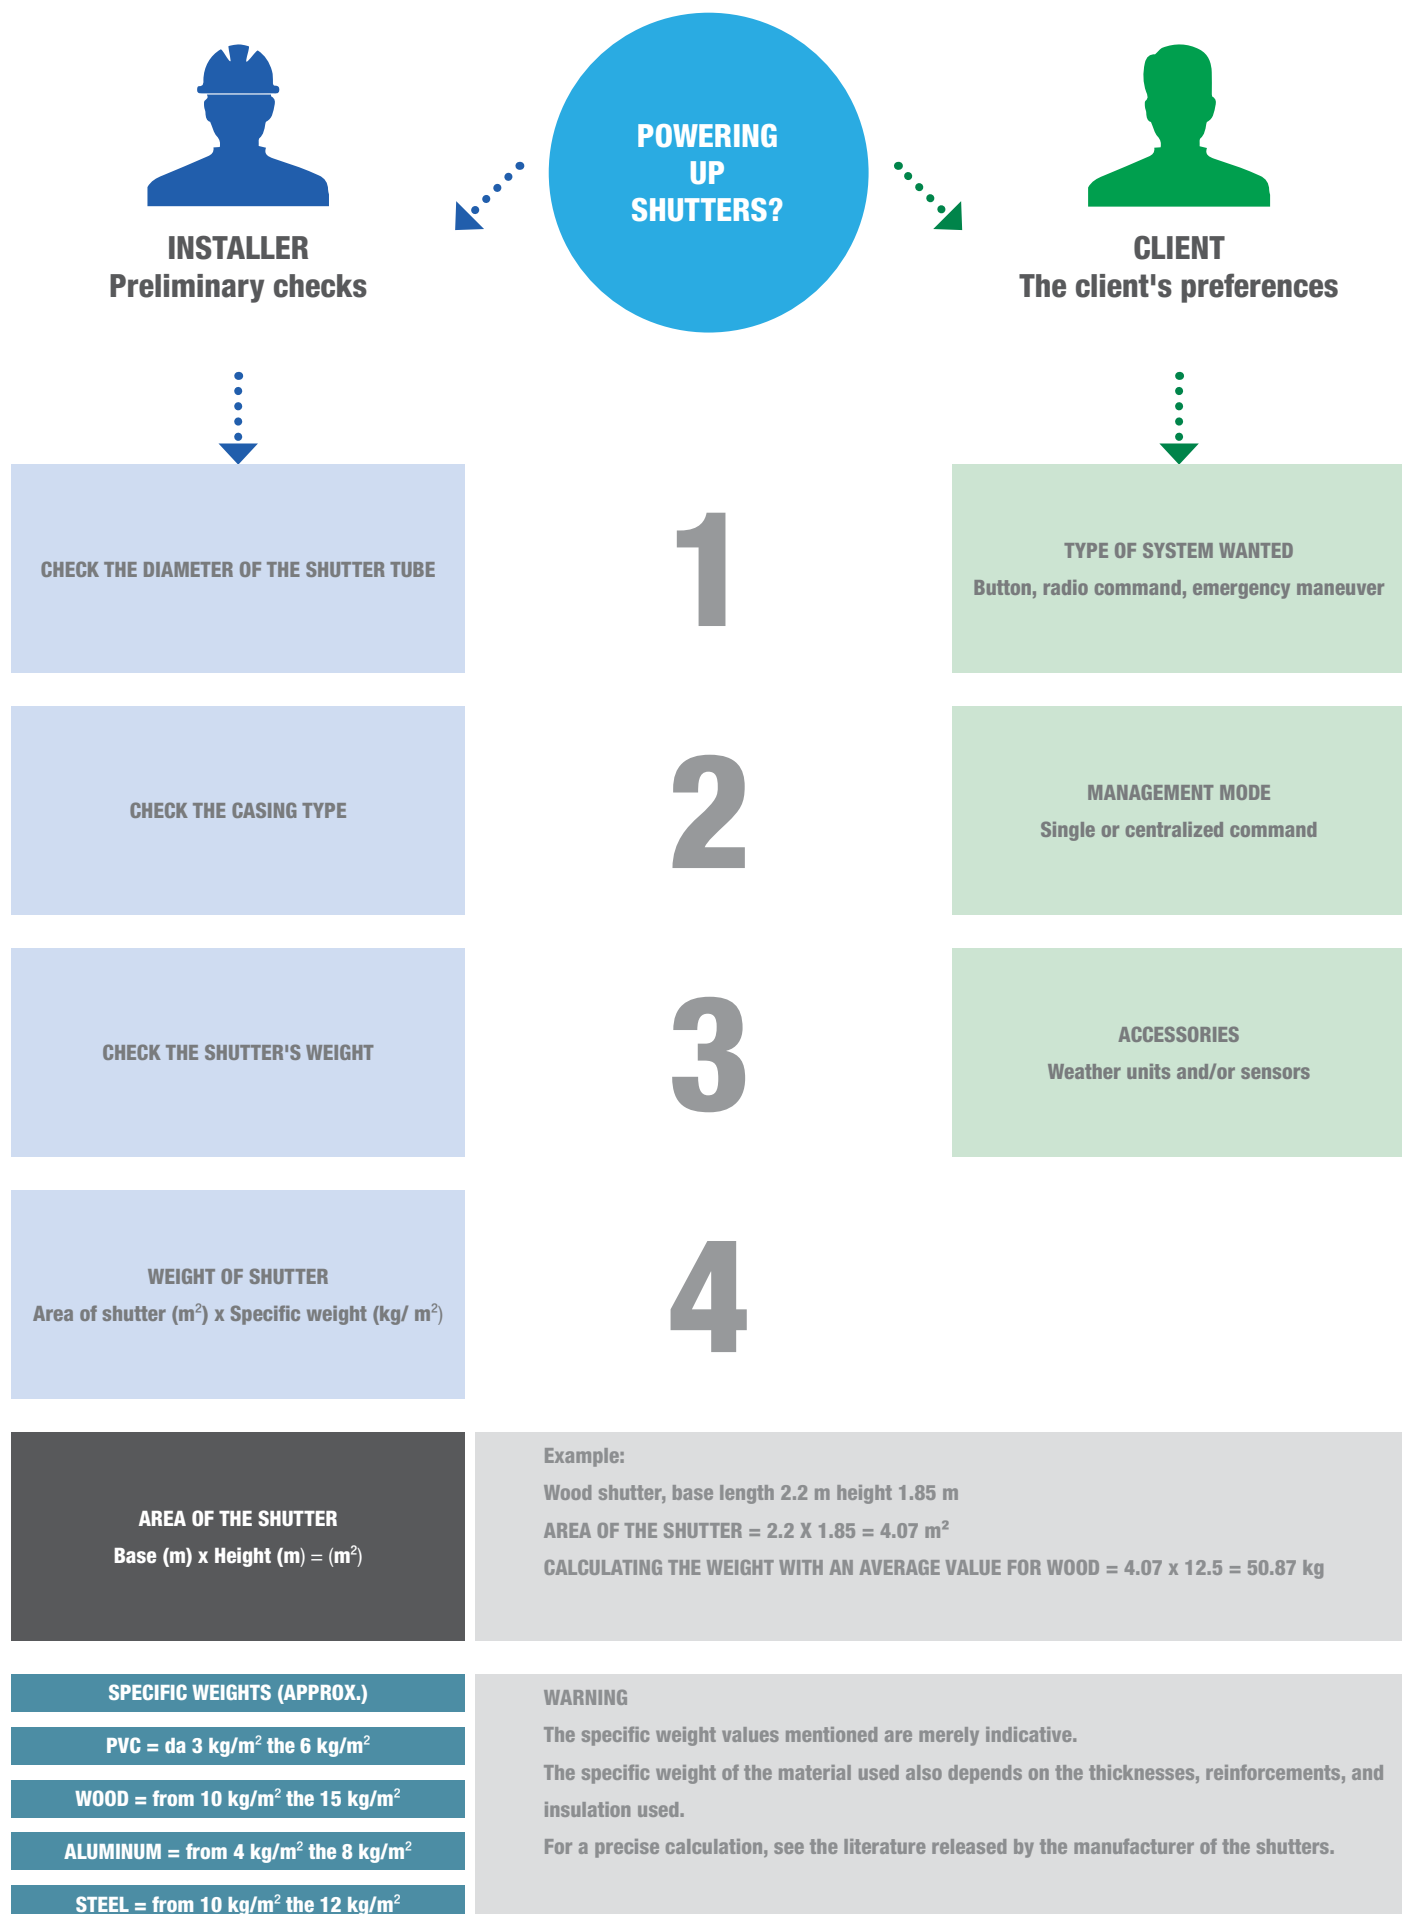 POWERING
UP
SHUTTERS?
INSTALLER
Preliminary checks
CLIENT
The client's preferences
CHECK THE DIAMETER OF THE SHUTTER TUBE
1
TYPE OF SYSTEM WANTED
Button, radio command, emergency maneuver
CHECK THE CASING TYPE
2
MANAGEMENT MODE
Single or centralized command
CHECK THE SHUTTER'S WEIGHT
3
ACCESSORIES
Weather units and/or sensors
WEIGHT OF SHUTTER
Area of shutter (m²) x Specific weight (kg/ m²)
4
AREA OF THE SHUTTER
Base (m) x Height (m) = (m²)
Example:
Wood shutter, base length 2.2 m height 1.85 m
AREA OF THE SHUTTER = 2.2 X 1.85 = 4.07 m²
CALCULATING THE WEIGHT WITH AN AVERAGE VALUE FOR WOOD = 4.07 x 12.5 = 50.87 kg
SPECIFIC WEIGHTS (APPROX.)
PVC = da 3 kg/m² the 6 kg/m²
WOOD = from 10 kg/m² the 15 kg/m²
ALUMINUM = from 4 kg/m² the 8 kg/m²
STEEL = from 10 kg/m² the 12 kg/m²
WARNING
The specific weight values mentioned are merely indicative.
The specific weight of the material used also depends on the thicknesses, reinforcements, and
insulation used.
For a precise calculation, see the literature released by the manufacturer of the shutters.